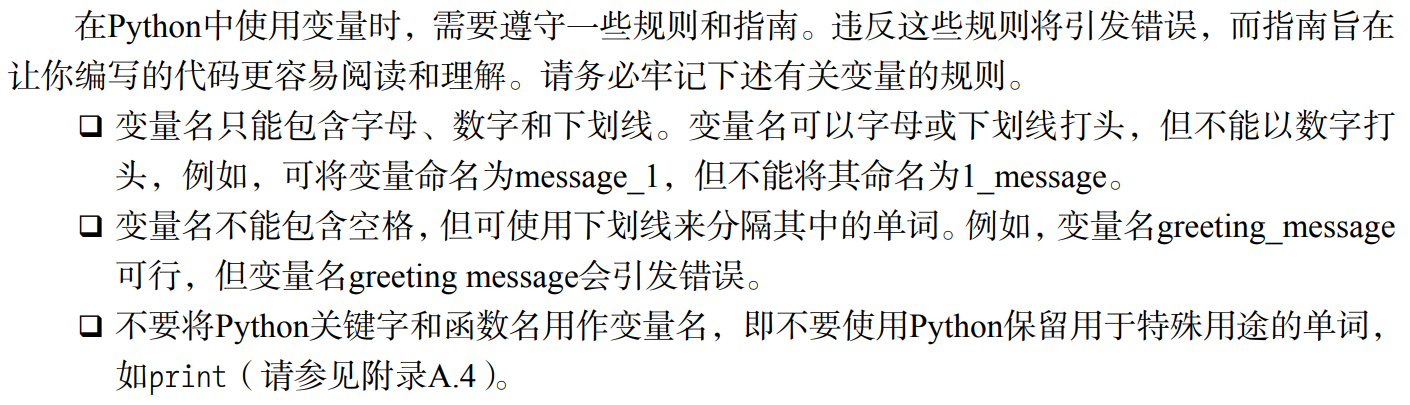 在Python中使用变量时，需要遵守一些规则和指南。违反这些规则将引发错误，而指南旨在
让你编写的代码更容易阅读和理解。请务必牢记下述有关变量的规则。
❑ 变量名只能包含字母、数字和下划线。变量名可以字母或下划线打头，但不能以数字打
头，例如，可将变量命名为message_1，但不能将其命名为1_message。
❑ 变量名不能包含空格，但可使用下划线来分隔其中的单词。例如，变量名greeting_message
可行，但变量名greeting message会引发错误。
❑ 不要将Python关键字和函数名用作变量名，即不要使用Python保留用于特殊用途的单词，
如print（请参见附录A.4）。